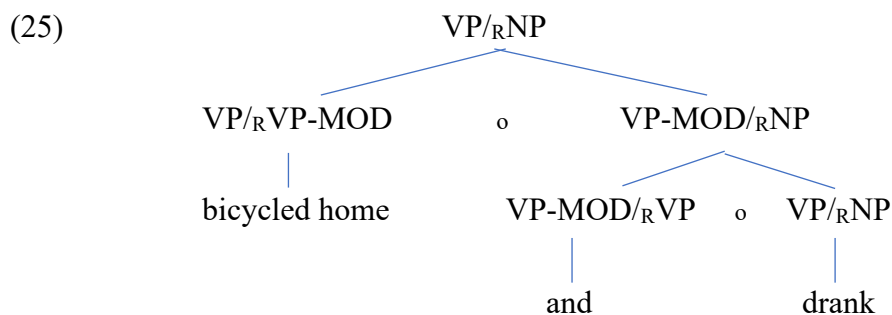 (25) VP/RNP
VP/RVP-MOD o VP-MOD/RNP
bicycled home VP-MOD/RVP o VP/RNP
and drank